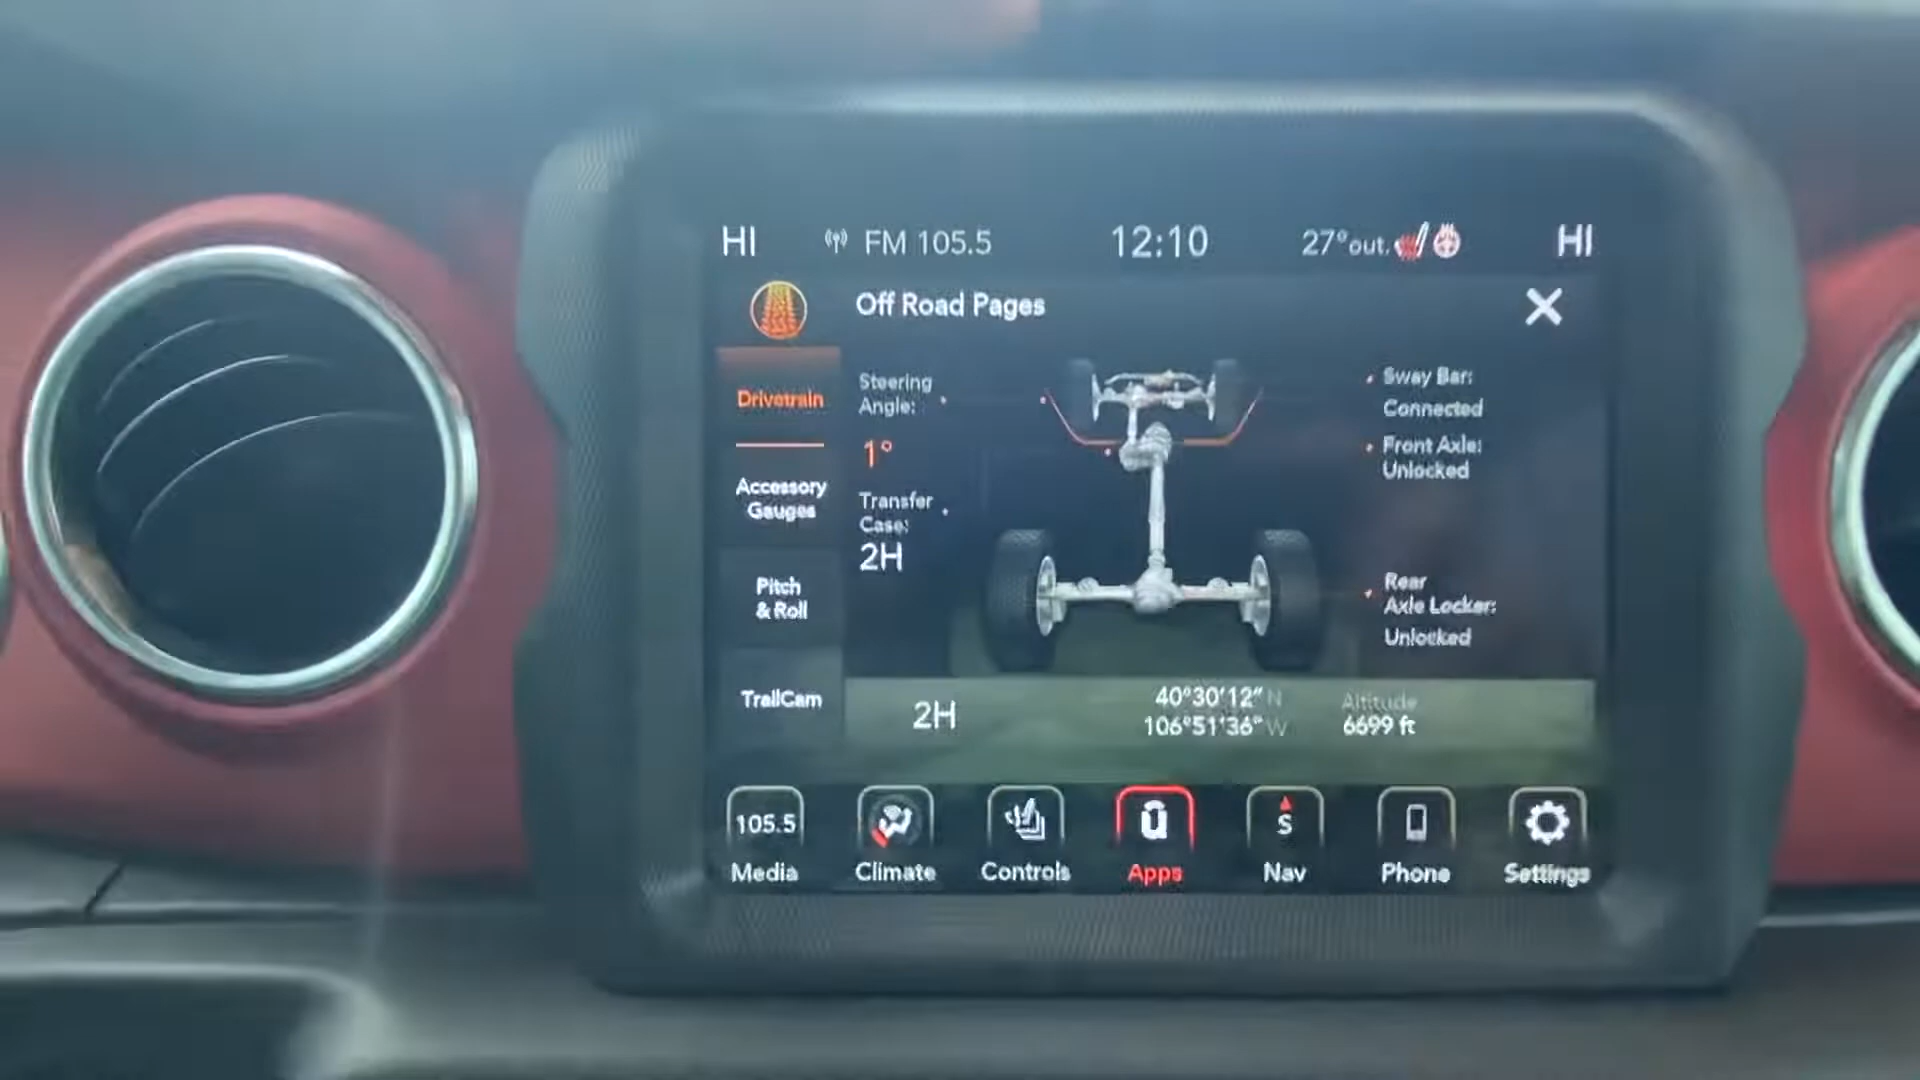 HI FM 105.5 12:10 27°out. HI
Off Road Pages
Drivetrain
Accessory
Gauges
Pitch
& Roll
TrailCam
Steering
Angle:
1°
Transfer
Case:
2H
Sway Bar:
Connected
Front Axle:
Unlocked
Rear
Axle Locker:
Unlocked
2H
40°30'12" N
106°51'36" W
Altitude
6699 ft
105.5
S
Media Climate Controls Apps Nav Phone Settings